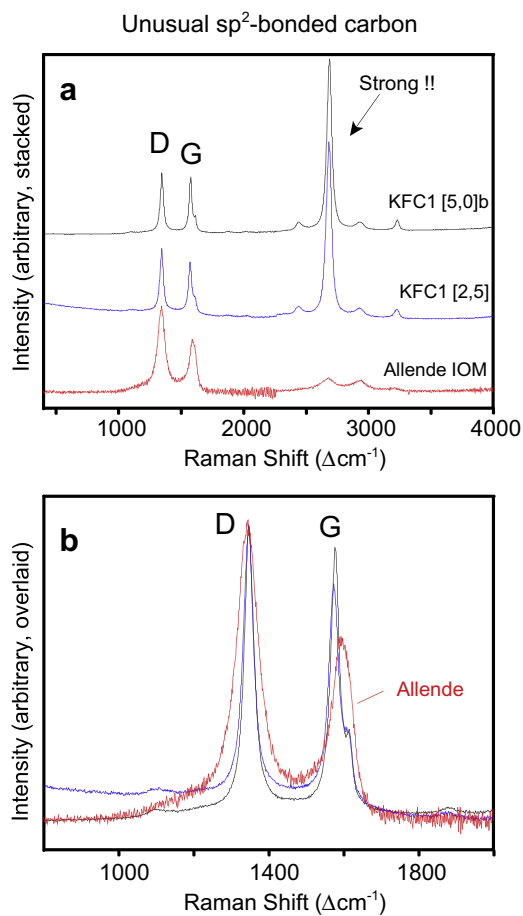 Unusual sp²-bonded carbon
a
Strong !!
D
G
KFC1 [5,0]b
KFC1 [2,5]
Allende IOM
Intensity (arbitrary, stacked)
1000 2000 3000 4000
Raman Shift (Δcm⁻¹)
b
D
G
Allende
Intensity (arbitrary, overlaid)
1000 1400 1800
Raman Shift (Δcm⁻¹)